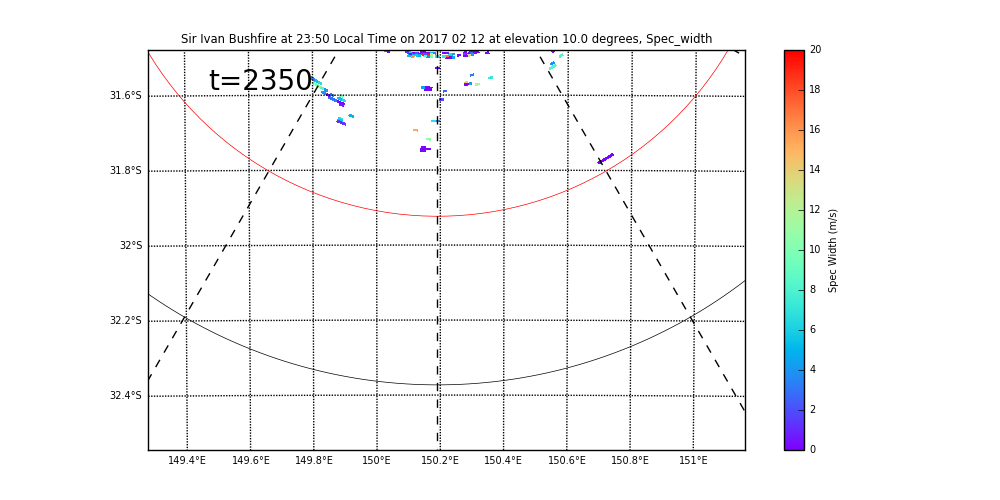 Sir Ivan Bushfire at 23:50 Local Time on 2017 02 12 at elevation 10.0 degrees, Spec_width
t=2350
31.6°S
31.8°S
32°S
32.2°S
32.4°S
149.4°E 149.6°E 149.8°E 150°E 150.2°E 150.4°E 150.6°E 150.8°E 151°E
20
18
16
14
12
10
8
6
4
2
0
Spec Width (m/s)